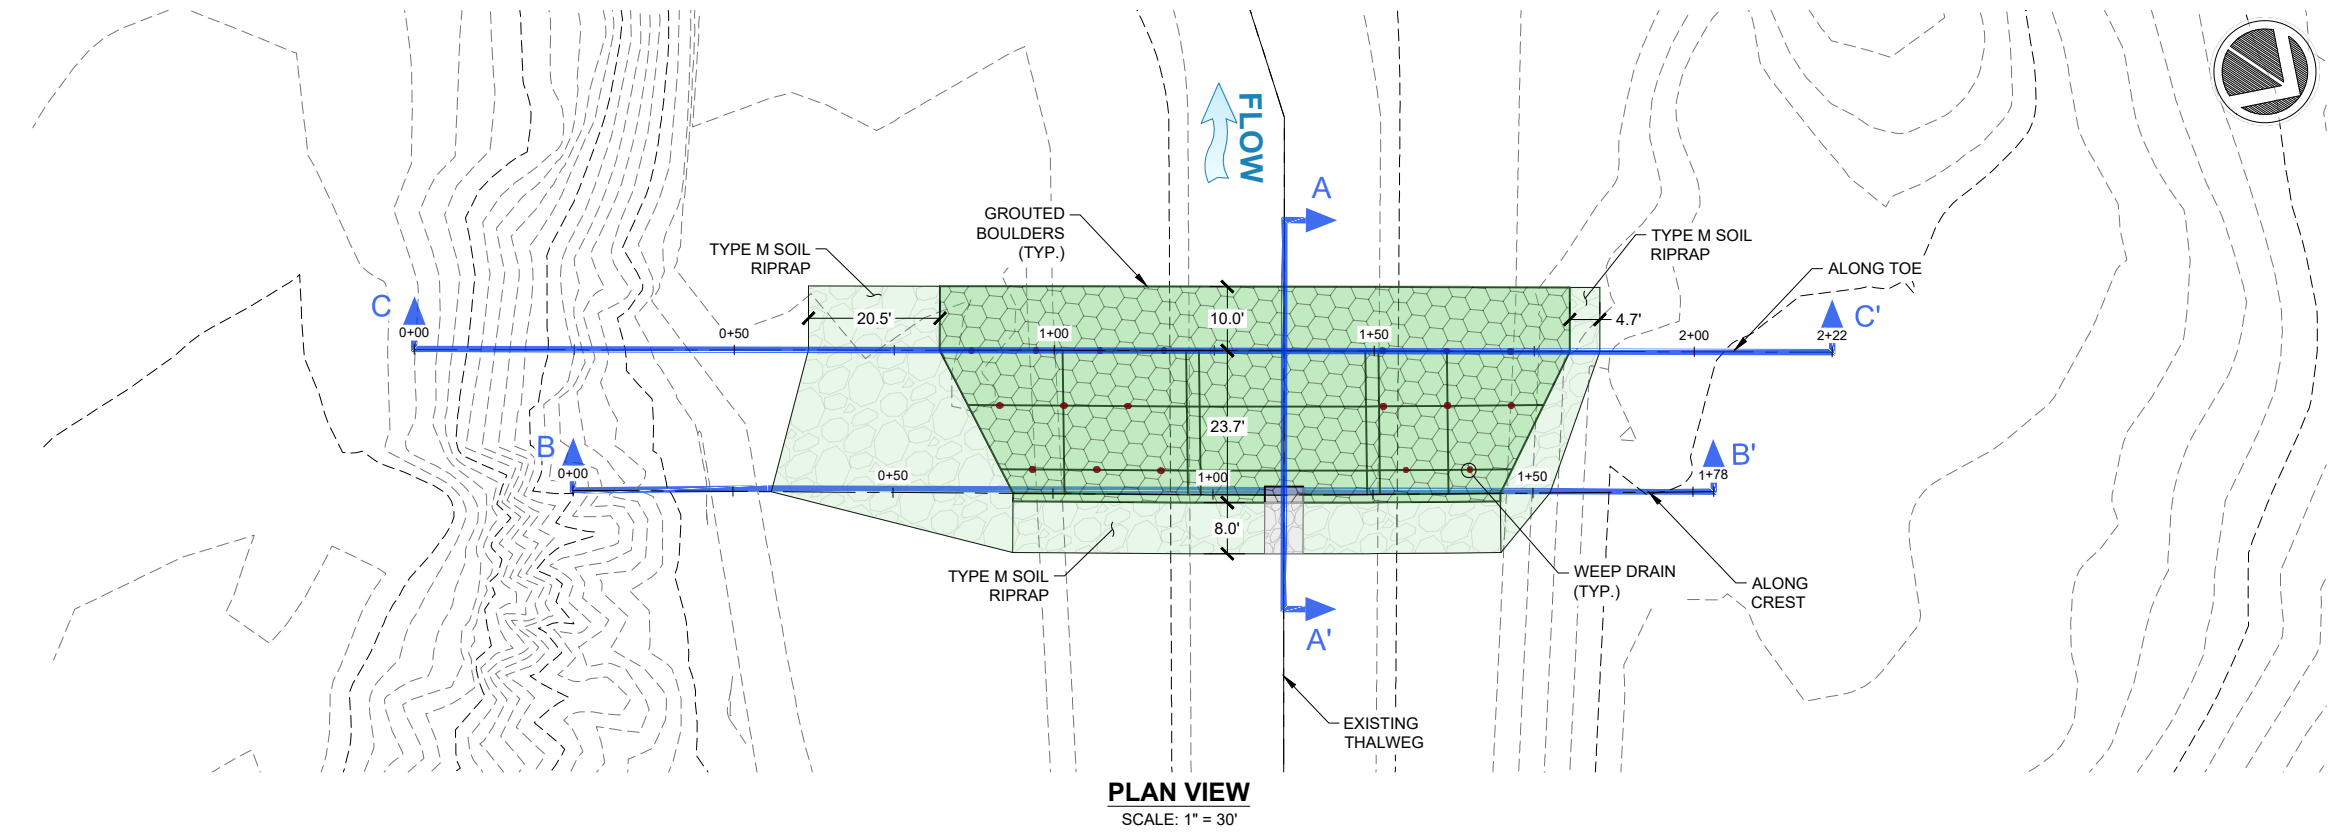 FLOW
A
GROUTED
BOULDERS
(TYP.)
TYPE M SOIL
RIPRAP
TYPE M SOIL
RIPRAP
ALONG TOE
C
0+00
0+50
20.5'
1+00
10.0'
1+50
4.7'
2+00
C'
2+22
23.7'
B
0+00
0+50
1+00
1+50
B'
1+78
8.0'
TYPE M SOIL
RIPRAP
WEEP DRAIN
(TYP.)
ALONG
CREST
A'
EXISTING
THALWEG
PLAN VIEW
SCALE: 1" = 30'